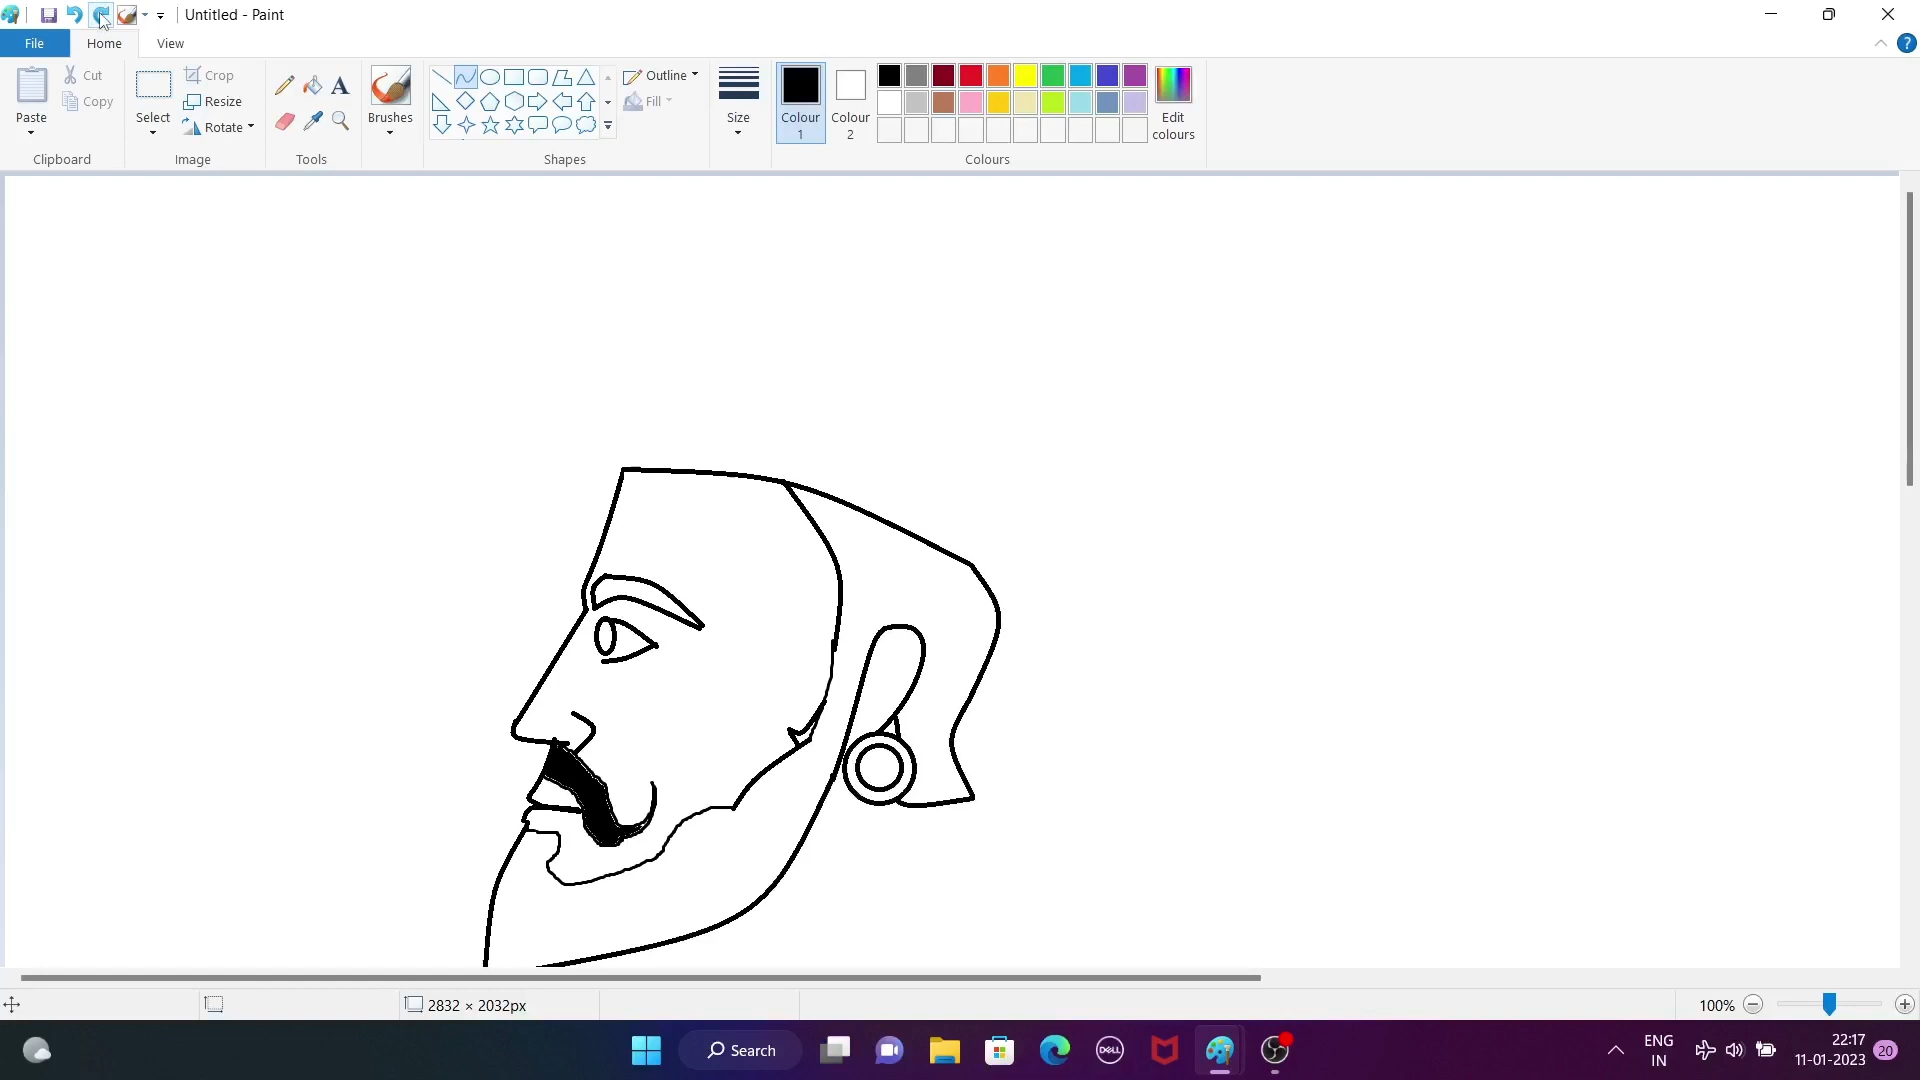 Untitled - Paint
File
Home
View
Paste
Cut
Copy
Clipboard
Select
Crop
Resize
Rotate
Image
A
Tools
Brushes
Outline
Fill
Shapes
Size
Colour
1
Colour
2
Edit
colours
Colours
?
2832 × 2032px
100%
Search
DELL
ENG
IN
22:17
11-01-2023
20